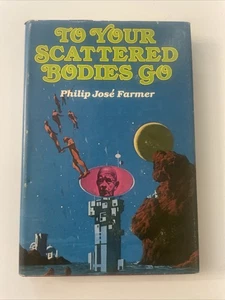 TO YOUR
SCATTERED
BODIES GO
Philip José Farmer